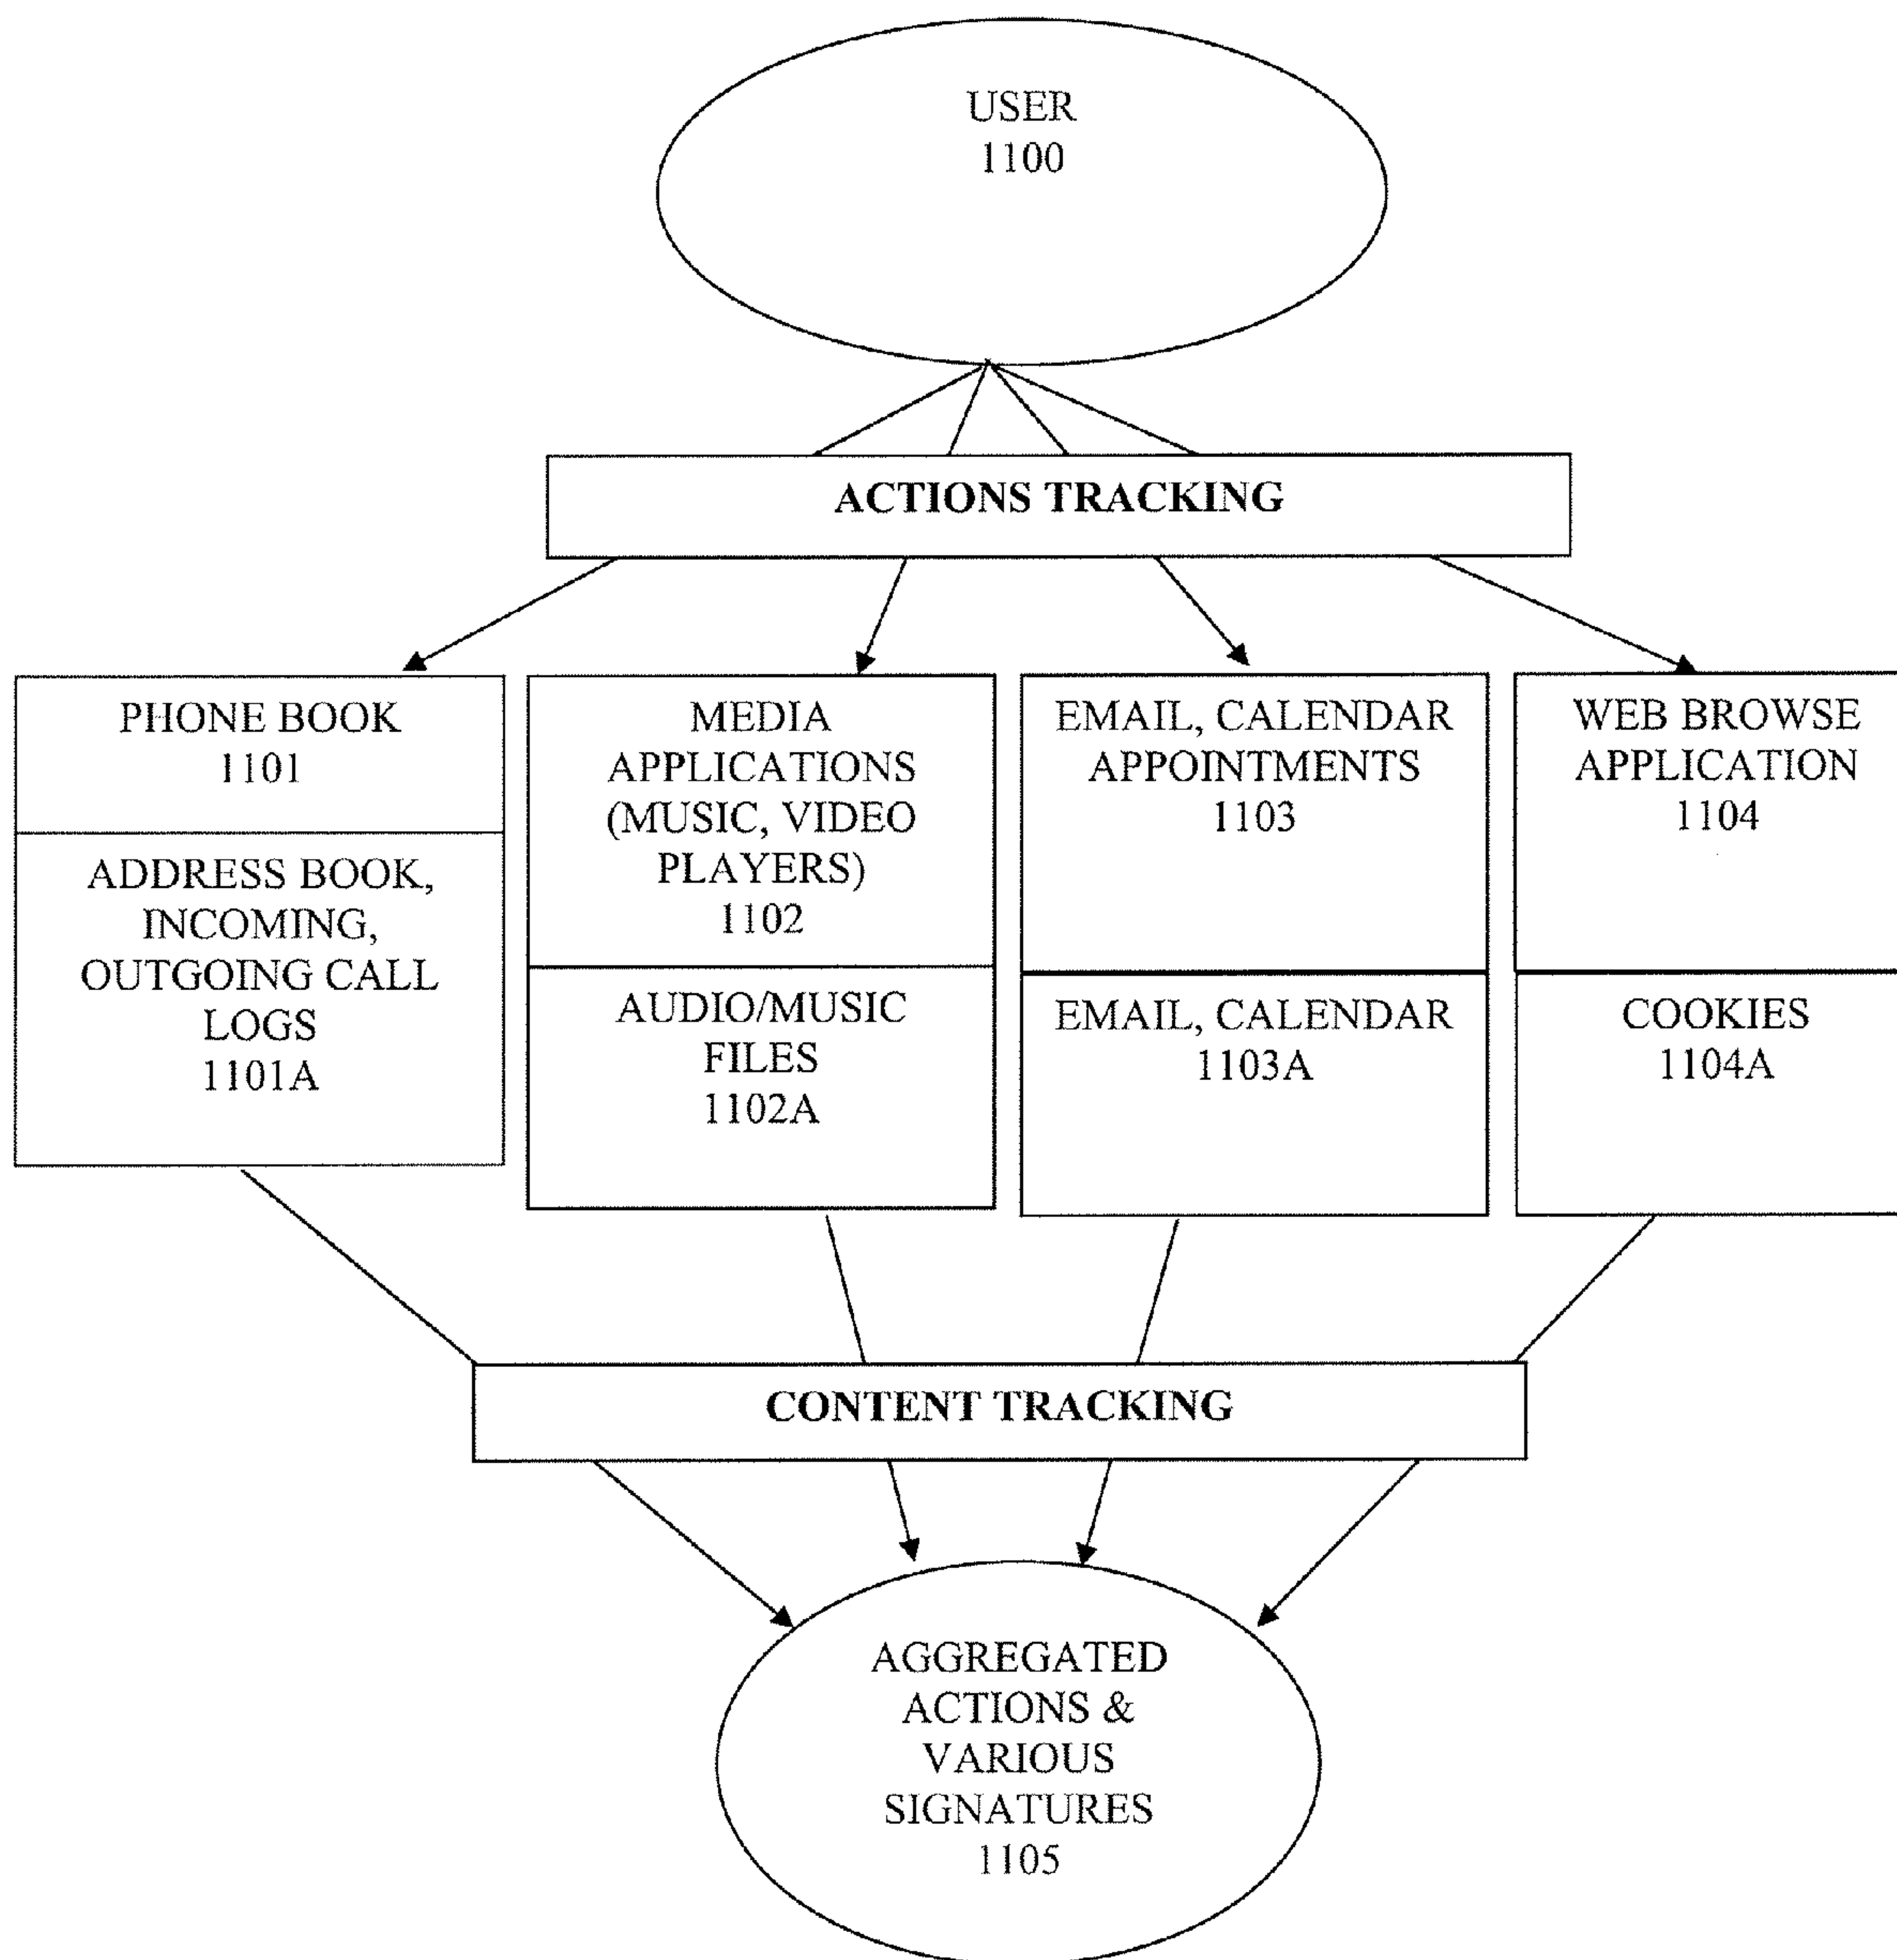 USER
1100
ACTIONS TRACKING
PHONE BOOK
1101
ADDRESS BOOK,
INCOMING,
OUTGOING CALL
LOGS
1101A
MEDIA
APPLICATIONS
(MUSIC, VIDEO
PLAYERS)
1102
AUDIO/MUSIC
FILES
1102A
EMAIL, CALENDAR
APPOINTMENTS
1103
EMAIL, CALENDAR
1103A
WEB BROWSE
APPLICATION
1104
COOKIES
1104A
CONTENT TRACKING
AGGREGATED
ACTIONS &
VARIOUS
SIGNATURES
1105